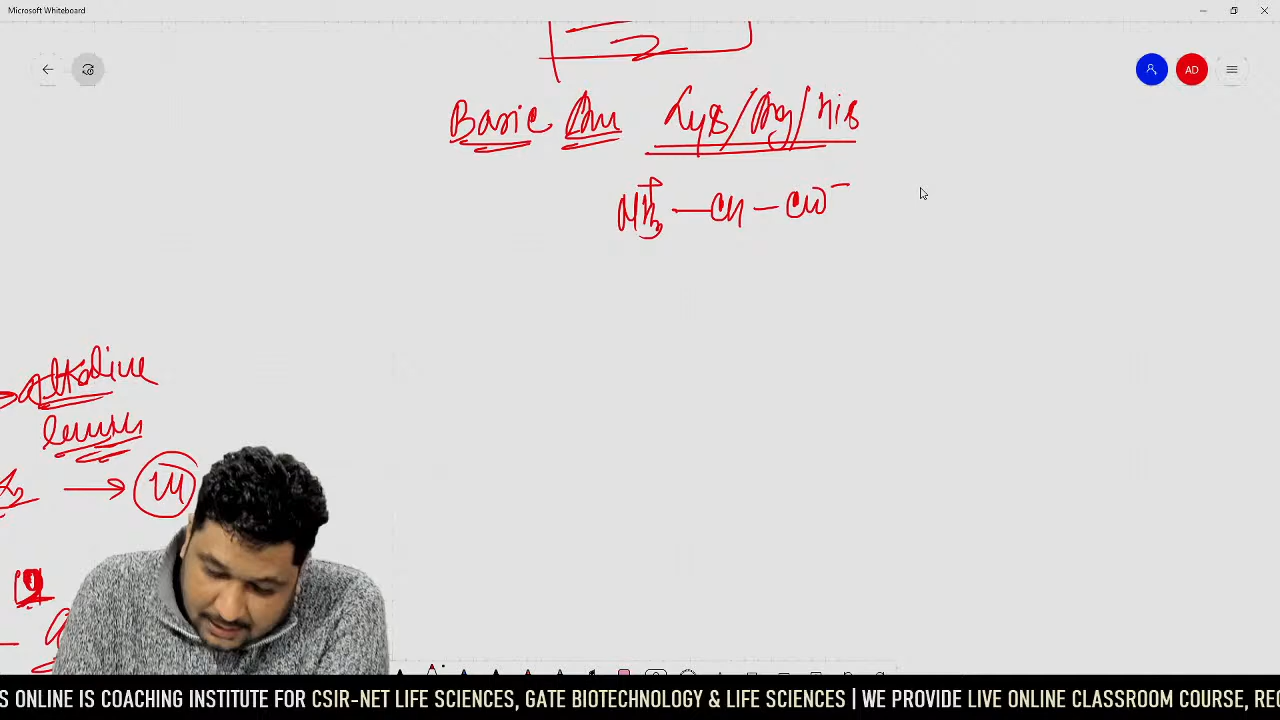 Microsoft Whiteboard
AD
Basic Lys/Arg/His
NH3+ — CH — COO-
alkaline
S ONLINE IS COACHING INSTITUTE FOR CSIR-NET LIFE SCIENCES, GATE BIOTECHNOLOGY & LIFE SCIENCES | WE PROVIDE LIVE ONLINE CLASSROOM COURSE, REC